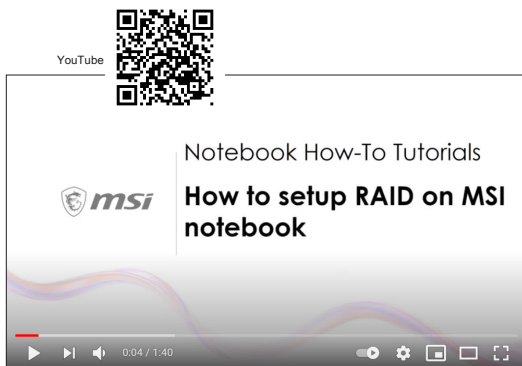 YouTube
Notebook How-To Tutorials
msi
How to setup RAID on MSI
notebook
0:04 / 1:40